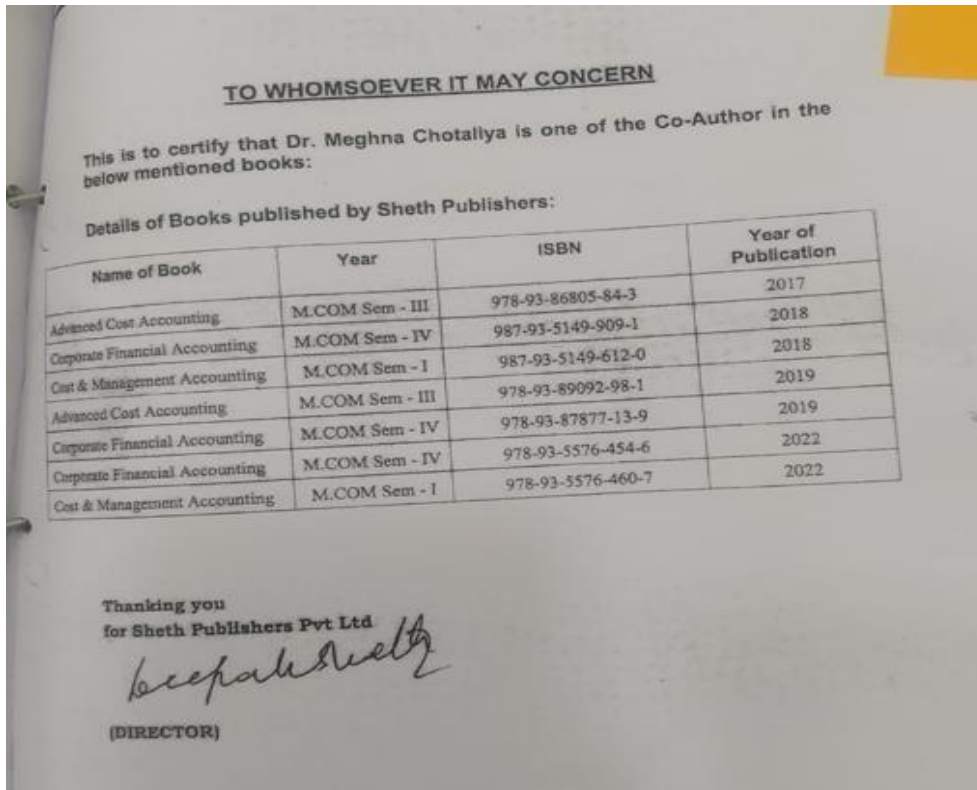 TO WHOMSOEVER IT MAY CONCERN
This is to certify that Dr. Meghna Chotaliya is one of the Co-Author in the
below mentioned books:
Details of Books published by Sheth Publishers:
Name of Book Year ISBN Year of Publication
Advanced Cost Accounting M.COM Sem - III 978-93-86805-84-3 2017
Corporate Financial Accounting M.COM Sem - IV 987-93-5149-909-1 2018
Cost & Management Accounting M.COM Sem - I 987-93-5149-612-0 2018
Advanced Cost Accounting M.COM Sem - III 978-93-89092-98-1 2019
Corporate Financial Accounting M.COM Sem - IV 978-93-87877-13-9 2019
Corporate Financial Accounting M.COM Sem - IV 978-93-5576-454-6 2022
Cost & Management Accounting M.COM Sem - I 978-93-5576-460-7 2022
Thanking you
for Sheth Publishers Pvt Ltd
(DIRECTOR)